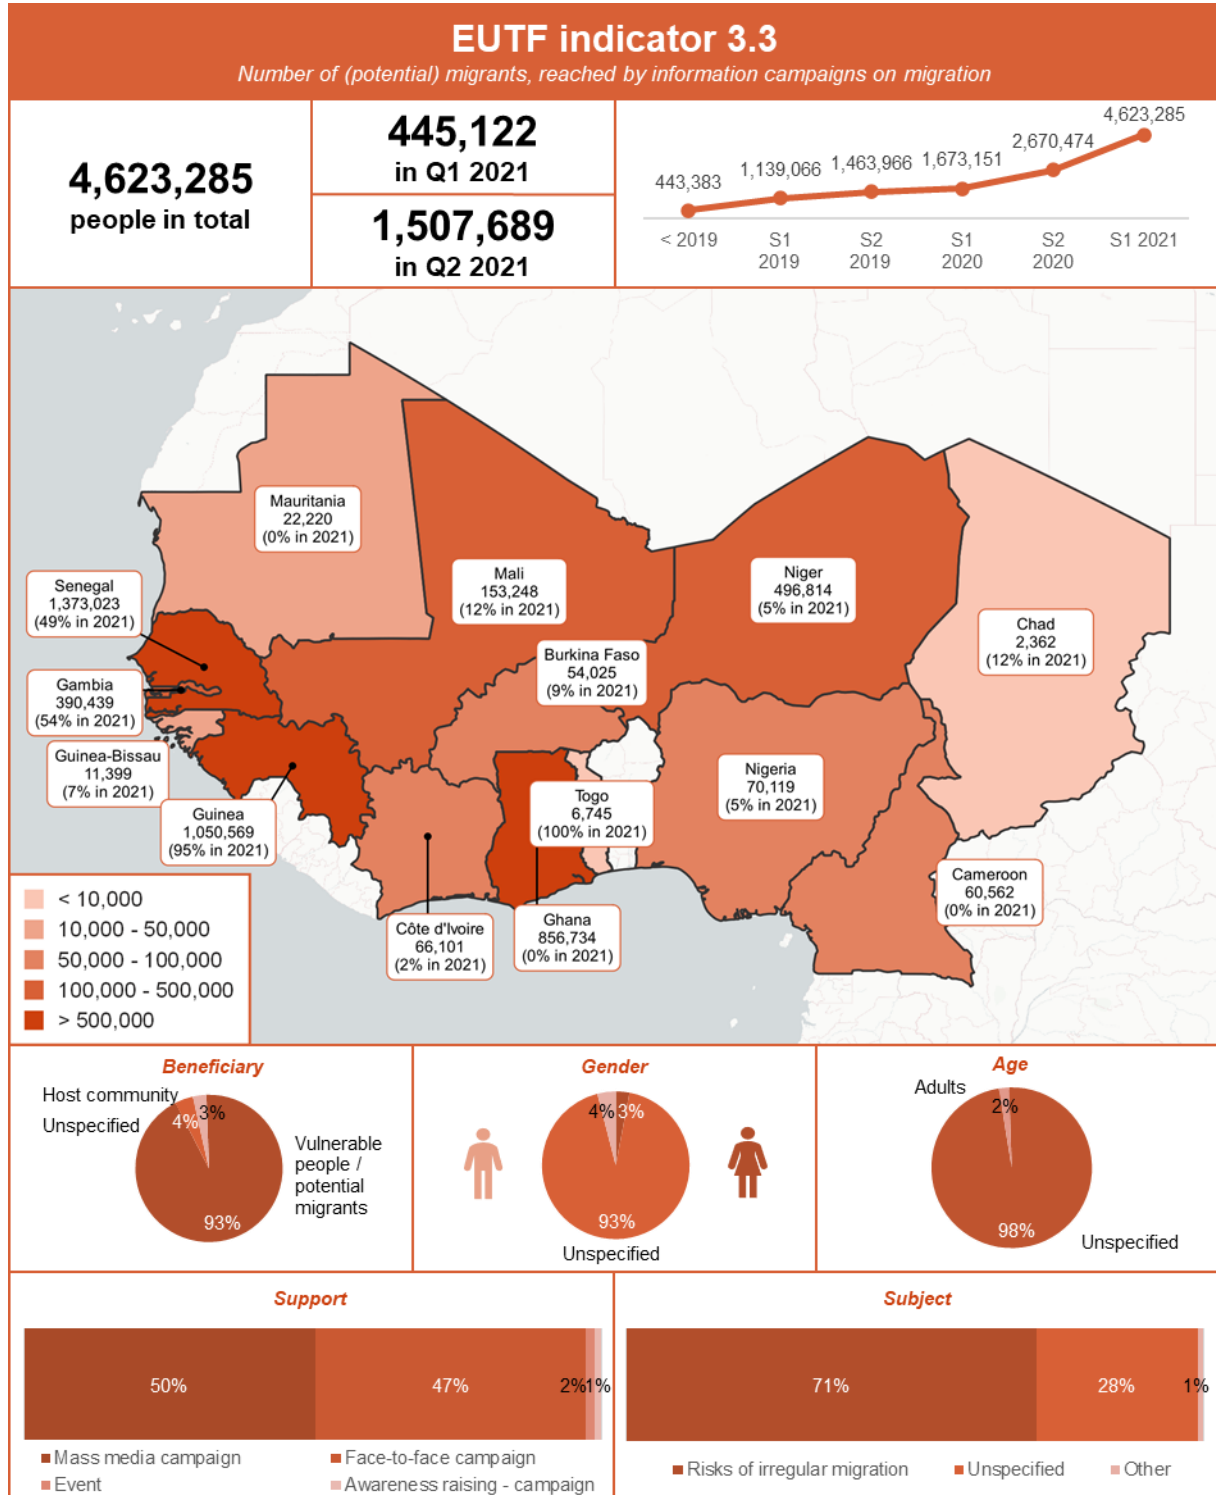 EUTF indicator 3.3
Number of (potential) migrants, reached by information campaigns on migration
4,623,285
people in total
445,122
in Q1 2021
1,507,689
in Q2 2021
443,383
1,139,066
1,463,966
1,673,151
2,670,474
4,623,285
< 2019
S1
2019
S2
2019
S1
2020
S2
2020
S1 2021
Mauritania
22,220
(0% in 2021)
Mali
153,248
(12% in 2021)
Niger
496,814
(5% in 2021)
Senegal
1,373,023
(49% in 2021)
Chad
2,362
(12% in 2021)
Burkina Faso
54,025
(9% in 2021)
Gambia
390,439
(54% in 2021)
Guinea-Bissau
11,399
(7% in 2021)
Nigeria
70,119
(5% in 2021)
Togo
6,745
(100% in 2021)
Guinea
1,050,569
(95% in 2021)
Cameroon
60,562
(0% in 2021)
Côte d'Ivoire
66,101
(2% in 2021)
Ghana
856,734
(0% in 2021)
< 10,000
10,000 - 50,000
50,000 - 100,000
100,000 - 500,000
> 500,000
Beneficiary
Host community
Unspecified
4%
3%
Vulnerable
people /
potential
migrants
93%
Gender
4%
3%
93%
Unspecified
Age
Adults
2%
98%
Unspecified
Support
50%
47%
2%
1%
Mass media campaign
Face-to-face campaign
Event
Awareness raising - campaign
Subject
71%
28%
1%
Risks of irregular migration
Unspecified
Other